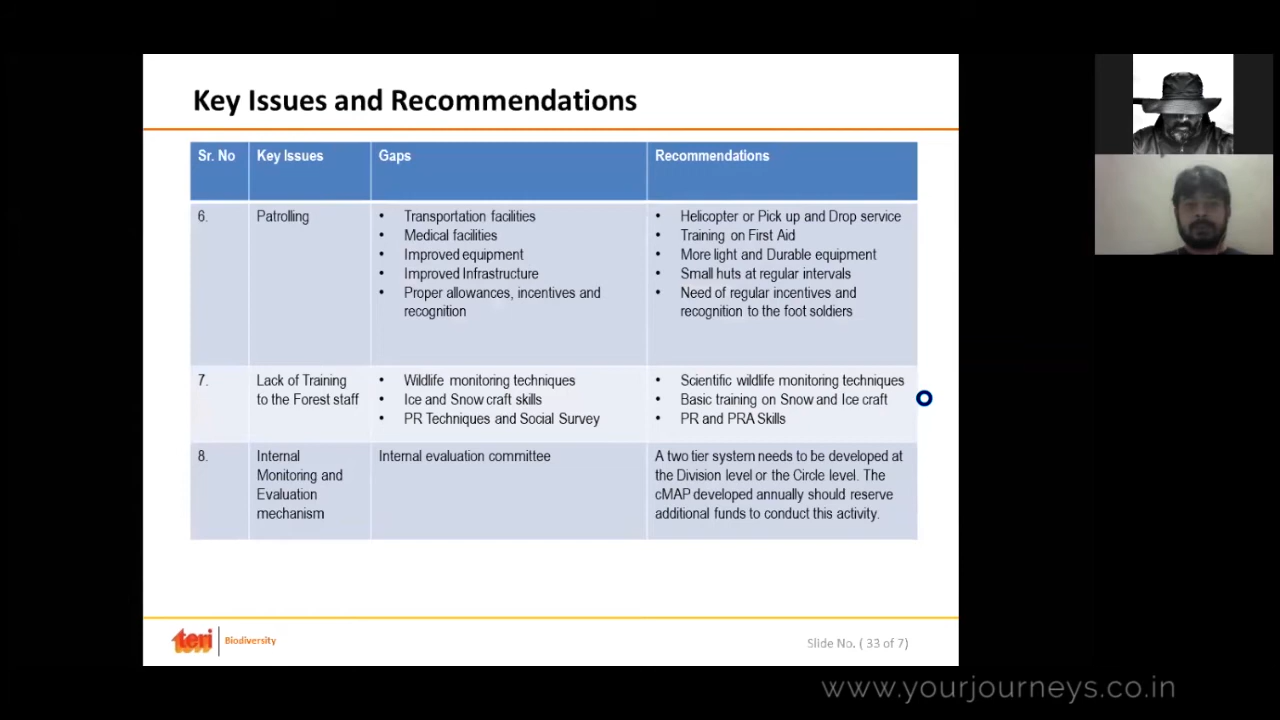 Key Issues and Recommendations
Sr. No Key Issues Gaps Recommendations
6. Patrolling
• Transportation facilities
• Medical facilities
• Improved equipment
• Improved Infrastructure
• Proper allowances, incentives and
recognition
• Helicopter or Pick up and Drop service
• Training on First Aid
• More light and Durable equipment
• Small huts at regular intervals
• Need of regular incentives and
recognition to the foot soldiers
7. Lack of Training
to the Forest staff
• Wildlife monitoring techniques
• Ice and Snow craft skills
• PR Techniques and Social Survey
• Scientific wildlife monitoring techniques
• Basic training on Snow and Ice craft
• PR and PRA Skills
8. Internal
Monitoring and
Evaluation
mechanism
Internal evaluation committee
A two tier system needs to be developed at
the Division level or the Circle level. The
cMAP developed annually should reserve
additional funds to conduct this activity.
teri Biodiversity
Slide No. ( 33 of 7)
www.yourjourneys.co.in